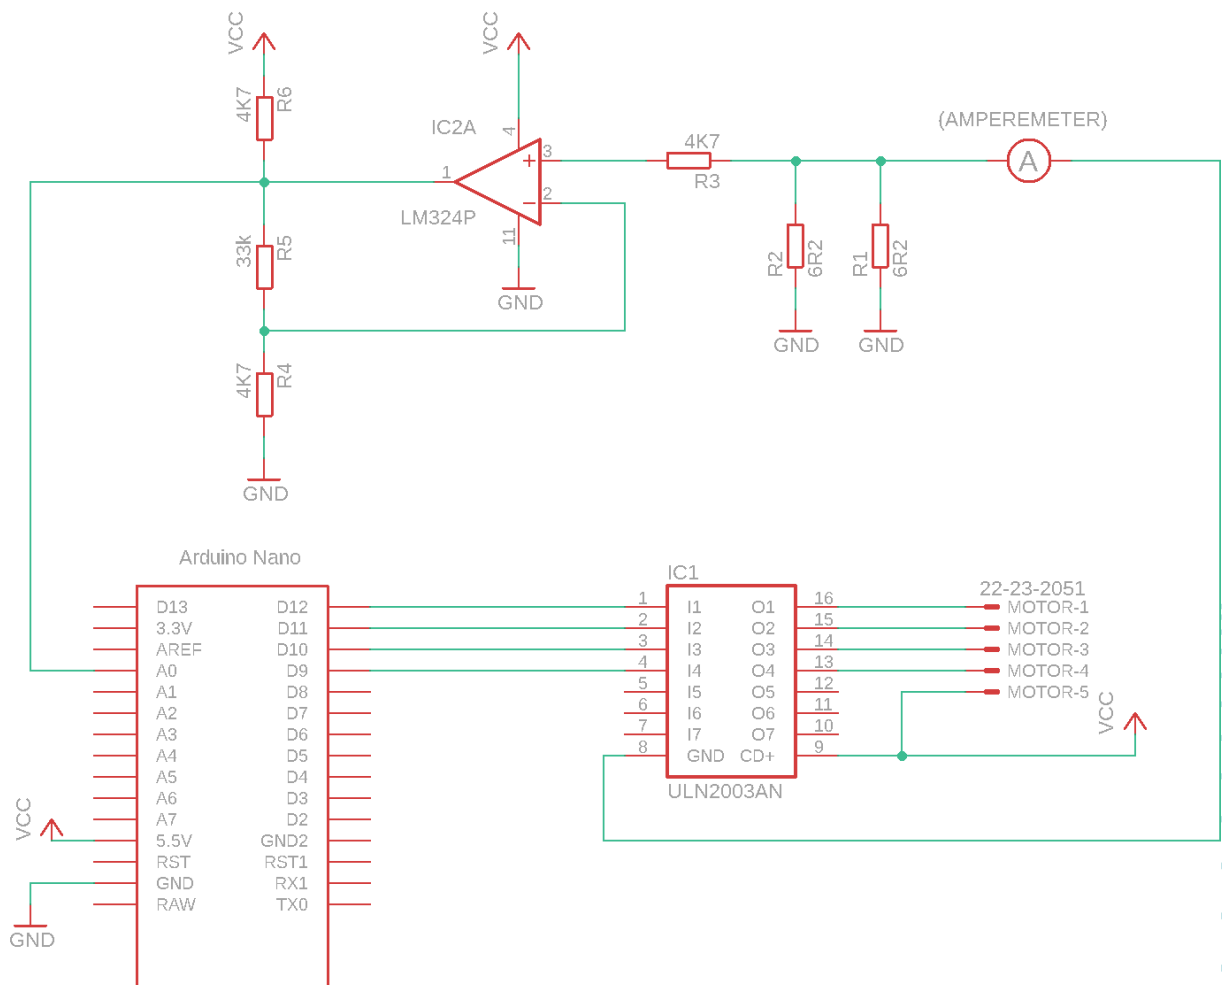 VCC
VCC
4K7
R6
IC2A
4
3
1
2
LM324P
11
GND
4K7
R3
(AMPEREMETER)
A
R2
6R2
R1
6R2
GND
GND
33k
R5
4K7
R4
GND
Arduino Nano
D13
3.3V
AREF
A0
A1
A2
A3
A4
A5
A6
A7
5.5V
RST
GND
RAW
D12
D11
D10
D9
D8
D7
D6
D5
D4
D3
D2
GND2
RST1
RX1
TX0
VCC
GND
IC1
1 I1 O1 16
2 I2 O2 15
3 I3 O3 14
4 I4 O4 13
5 I5 O5 12
6 I6 O6 11
7 I7 O7 10
8 GND CD+ 9
ULN2003AN
22-23-2051
MOTOR-1
MOTOR-2
MOTOR-3
MOTOR-4
MOTOR-5
VCC